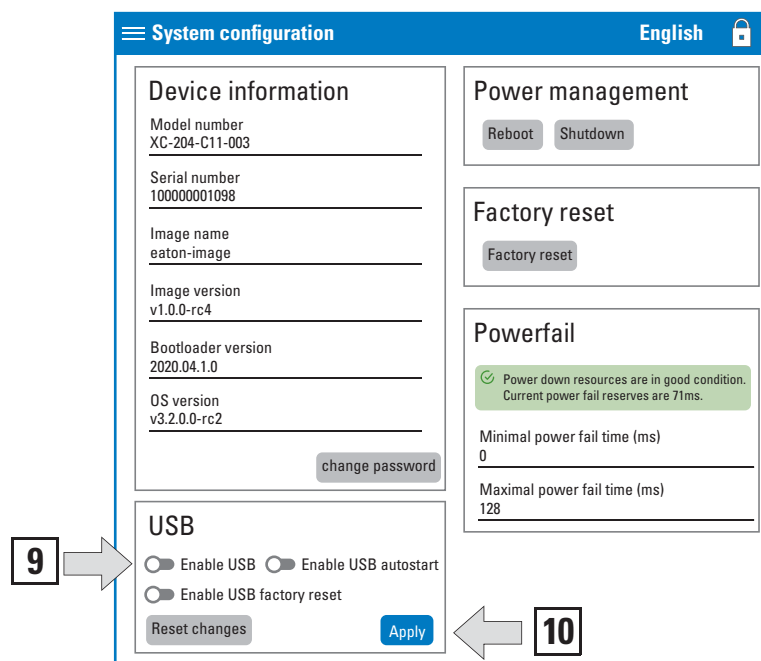 System configuration
English
Device information
Model number
XC-204-C11-003
Serial number
100000001098
Image name
eaton-image
Image version
v1.0.0-rc4
Bootloader version
2020.04.1.0
OS version
v3.2.0.0-rc2
change password
Power management
Reboot Shutdown
Factory reset
Factory reset
Powerfail
Power down resources are in good condition.
Current power fail reserves are 71ms.
Minimal power fail time (ms)
0
Maximal power fail time (ms)
128
USB
9
Enable USB Enable USB autostart
Enable USB factory reset
Reset changes Apply
10